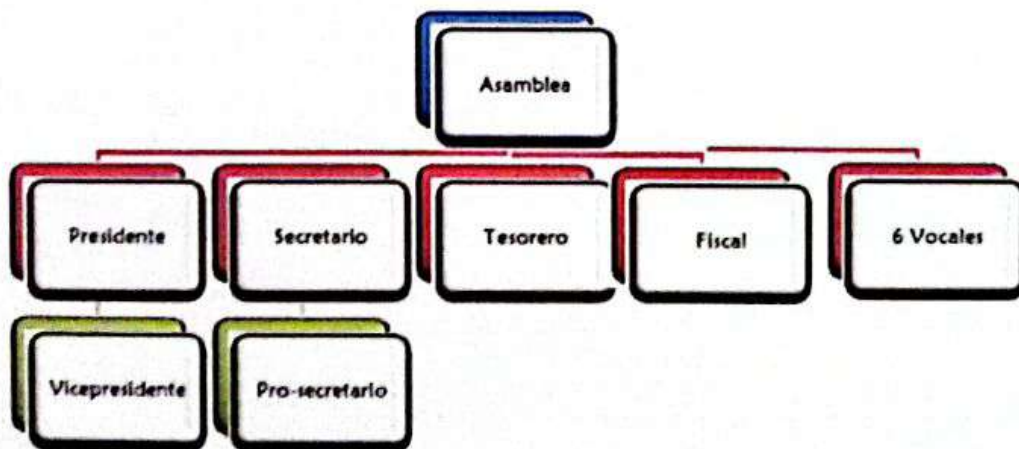 Asamblea
Presidente
Secretario
Tesorero
Fiscal
6 Vocales
Vicepresidente
Pro-secretario